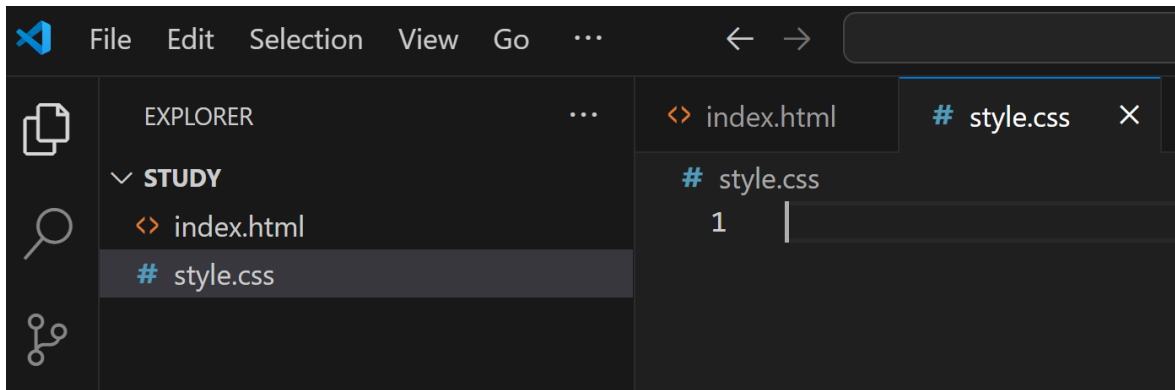 File Edit Selection View Go ...
EXPLORER ...
index.html # style.css
STUDY
# style.css
index.html
1
# style.css